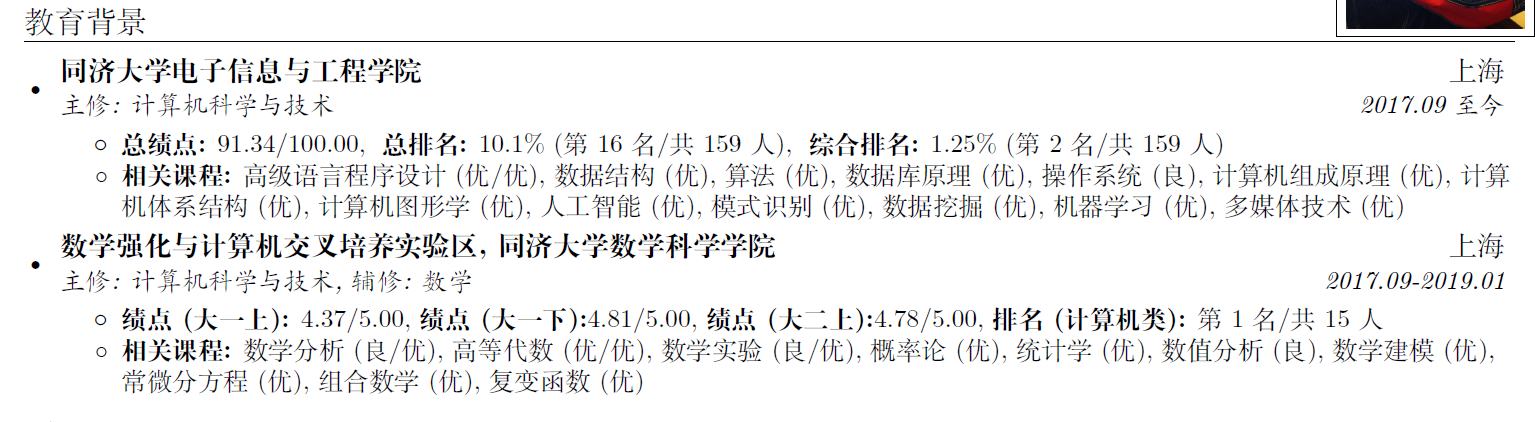 教育背景
同济大学电子信息与工程学院 上海
主修: 计算机科学与技术 2017.09 至今
总绩点: 91.34/100.00, 总排名: 10.1% (第 16 名/共 159 人), 综合排名: 1.25% (第 2 名/共 159 人)
相关课程: 高级语言程序设计 (优/优), 数据结构 (优), 算法 (优), 数据库原理 (优), 操作系统 (良), 计算机组成原理 (优), 计算
机体系结构 (优), 计算机图形学 (优), 人工智能 (优), 模式识别 (优), 数据挖掘 (优), 机器学习 (优), 多媒体技术 (优)
数学强化与计算机交叉培养实验区, 同济大学数学科学学院 上海
主修: 计算机科学与技术, 辅修: 数学 2017.09-2019.01
绩点 (大一上): 4.37/5.00, 绩点 (大一下):4.81/5.00, 绩点 (大二上):4.78/5.00, 排名 (计算机类): 第 1 名/共 15 人
相关课程: 数学分析 (良/优), 高等代数 (优/优), 数学实验 (良/优), 概率论 (优), 统计学 (优), 数值分析 (良), 数学建模 (优),
常微分方程 (优), 组合数学 (优), 复变函数 (优)